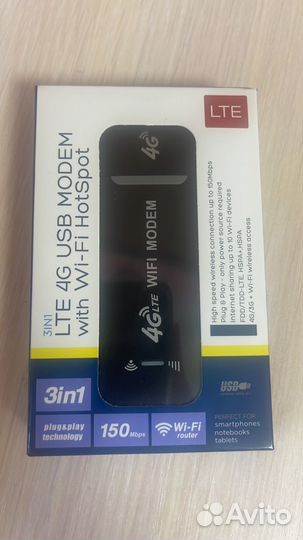 LTE
3IN1
LTE 4G USB MODEM
with Wi-Fi HotSpot
4G
4G LTE WIFI MODEM
High speed wireless connection up to 150Mbps
Plug & Play - only power source required
Internet sharing up to 10 Wi-Fi devices
FDD/TDD-LTE, HSPA+HSPA
4G/3G - Wi-Fi wireless access
3in1
plug&play
technology
150 Mbps
Wi-Fi
router
USB
PERFECT FOR
smartphones
notebooks
tablets
Avito